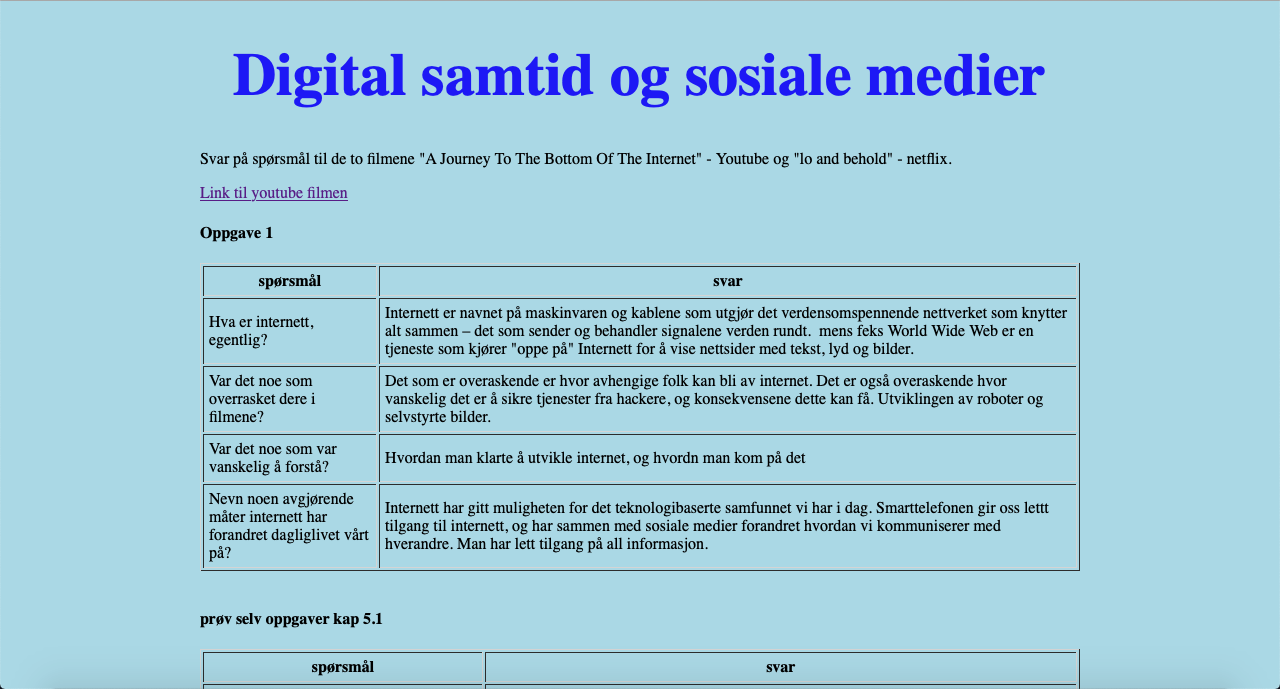 Digital samtid og sosiale medier
Svar på spørsmål til de to filmene "A Journey To The Bottom Of The Internet" - Youtube og "lo and behold" - netflix.
Link til youtube filmen
Oppgave 1
spørsmål
svar
Hva er internett,
egentlig?
Internett er navnet på maskinvaren og kablene som utgjør det verdensomspennende nettverket som knytter
alt sammen – det som sender og behandler signalene verden rundt.  mens feks World Wide Web er en
tjeneste som kjører "oppe på" Internett for å vise nettsider med tekst, lyd og bilder.
Var det noe som
overrasket dere i
filmene?
Det som er overaskende er hvor avhengige folk kan bli av internet. Det er også overaskende hvor
vanskelig det er å sikre tjenester fra hackere, og konsekvensene dette kan få. Utviklingen av roboter og
selvstyrte bilder.
Var det noe som var
vanskelig å forstå?
Hvordan man klarte å utvikle internet, og hvordn man kom på det
Nevn noen avgjørende
måter internett har
forandret dagliglivet vårt
på?
Internett har gitt muligheten for det teknologibaserte samfunnet vi har i dag. Smarttelefonen gir oss lettt
tilgang til internett, og har sammen med sosiale medier forandret hvordan vi kommuniserer med
hverandre. Man har lett tilgang på all informasjon.
prøv selv oppgaver kap 5.1
spørsmål
svar